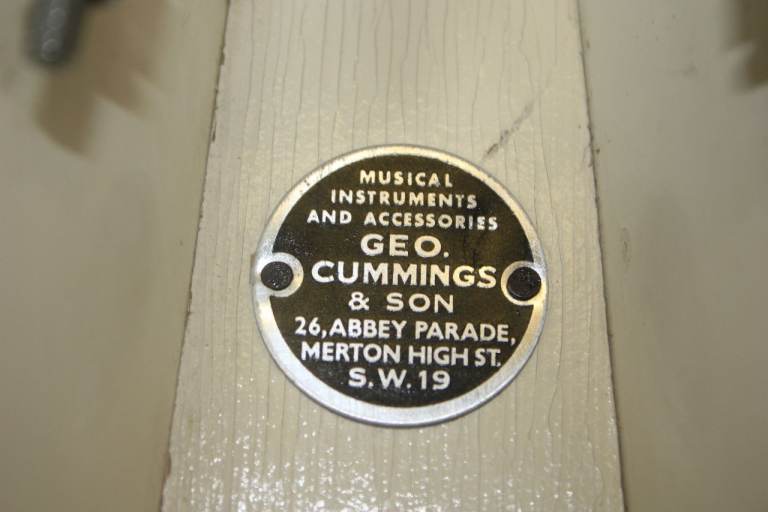 MUSICAL
INSTRUMENTS
AND ACCESSORIES
GEO.
CUMMINGS
& SON
26, ABBEY PARADE,
MERTON HIGH ST.
S.W.19